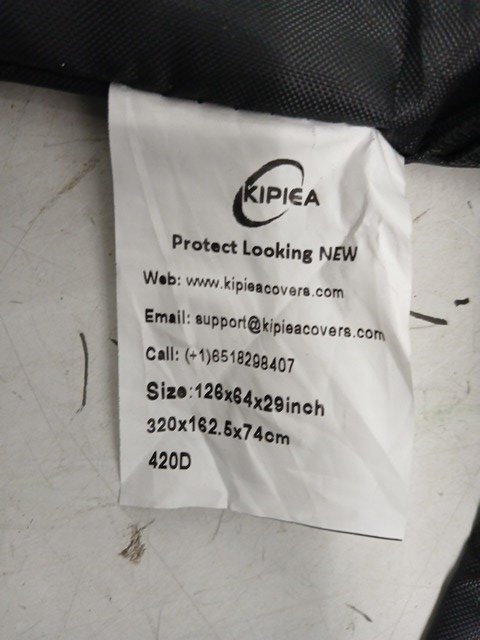 KIPIEA
Protect Looking NEW
Web: www.kipieacovers.com
Email: support@kipieacovers.com
Call: (+1)6518298407
Size:126x64x29inch
320x162.5x74cm
420D